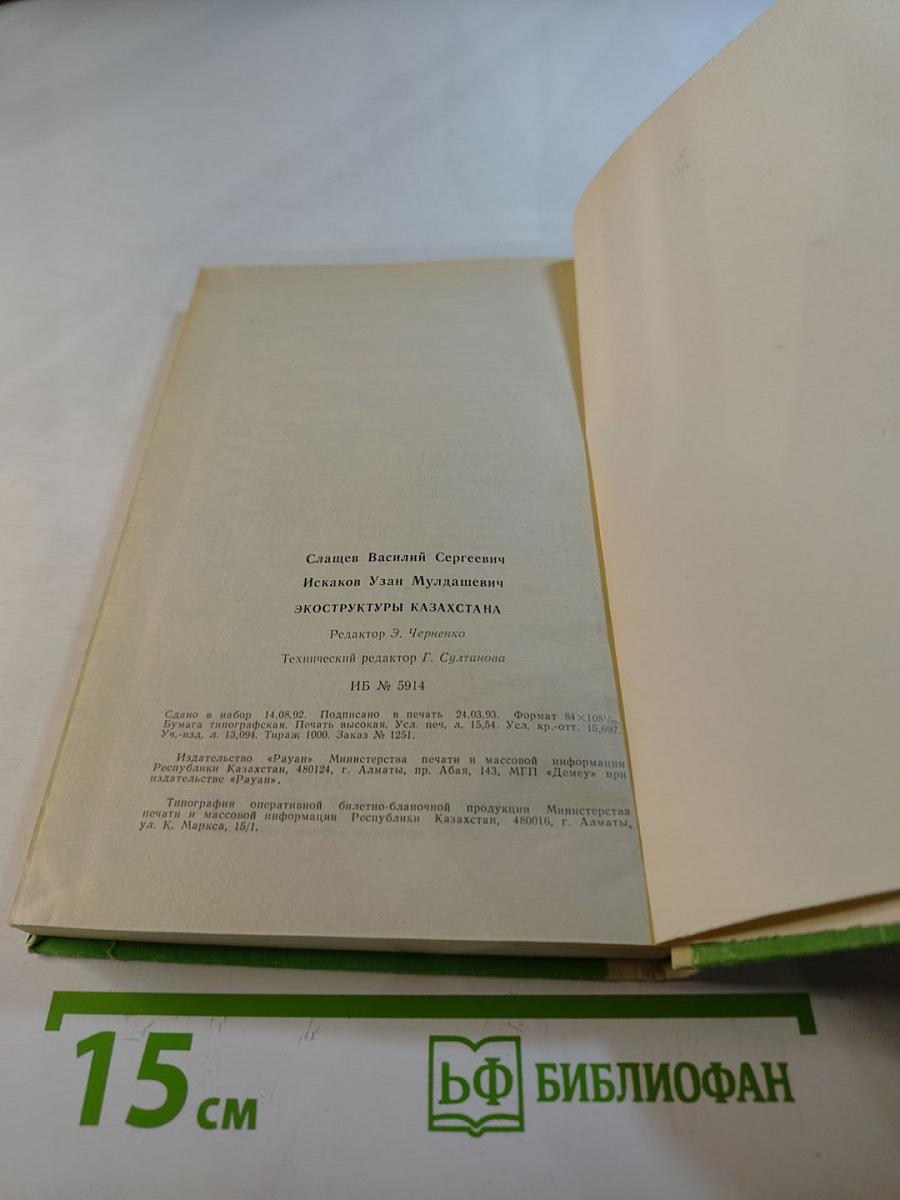 Слащев Василий Сергеевич
Искаков Узан Мулдашевич
ЭКОСТРУКТУРЫ КАЗАХСТАНА
Редактор Э. Черненко
Технический редактор Г. Султанова
ИБ № 5914
Сдано в набор 14.08.92. Подписано в печать 24.03.93. Формат 84×108¹/₃₂.
Бумага типографская. Печать высокая. Усл. печ. л. 15,54. Усл. кр.-отт. 15,697.
Уч.-изд. л. 13,094. Тираж 1000. Заказ № 1251.
Издательство «Рауан» Министерства печати и массовой информации
Республики Казахстан, 480124, г. Алматы, пр. Абая, 143, МГП «Демеу» при
издательстве «Рауан».
Типография оперативной билетно-бланочной продукции Министерства
печати и массовой информации Республики Казахстан, 480016, г. Алматы,
ул. К. Маркса, 15/1.
15 см
БФ БИБЛИОФАН